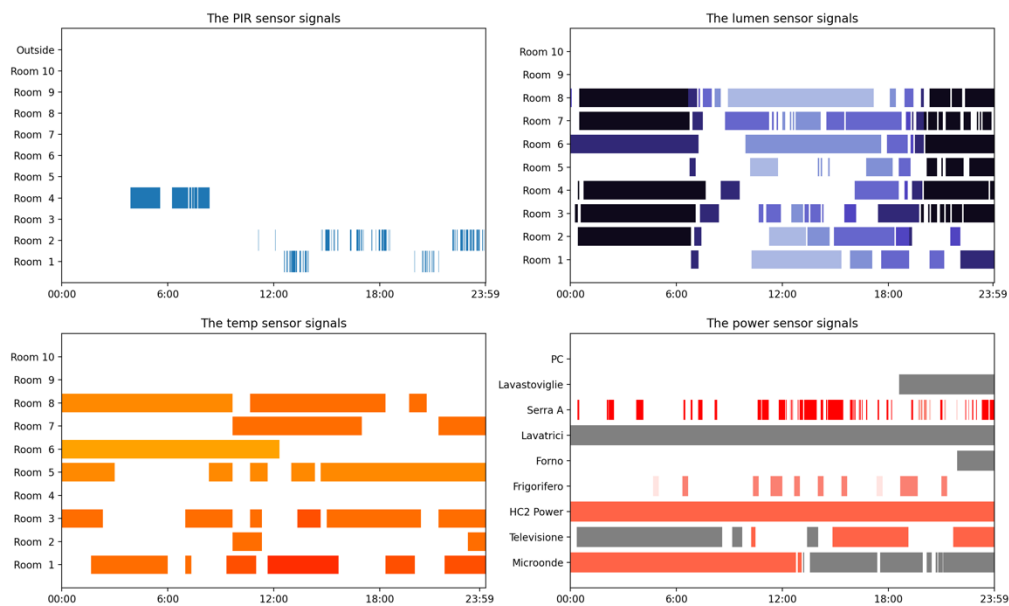 The PIR sensor signals
Outside
Room 10
Room 9
Room 8
Room 7
Room 6
Room 5
Room 4
Room 3
Room 2
Room 1
00:00 6:00 12:00 18:00 23:59
The lumen sensor signals
Room 10
Room 9
Room 8
Room 7
Room 6
Room 5
Room 4
Room 3
Room 2
Room 1
00:00 6:00 12:00 18:00 23:59
The temp sensor signals
Room 10
Room 9
Room 8
Room 7
Room 6
Room 5
Room 4
Room 3
Room 2
Room 1
00:00 6:00 12:00 18:00 23:59
The power sensor signals
PC
Lavastoviglie
Serra A
Lavatrici
Forno
Frigorifero
HC2 Power
Televisione
Microonde
00:00 6:00 12:00 18:00 23:59